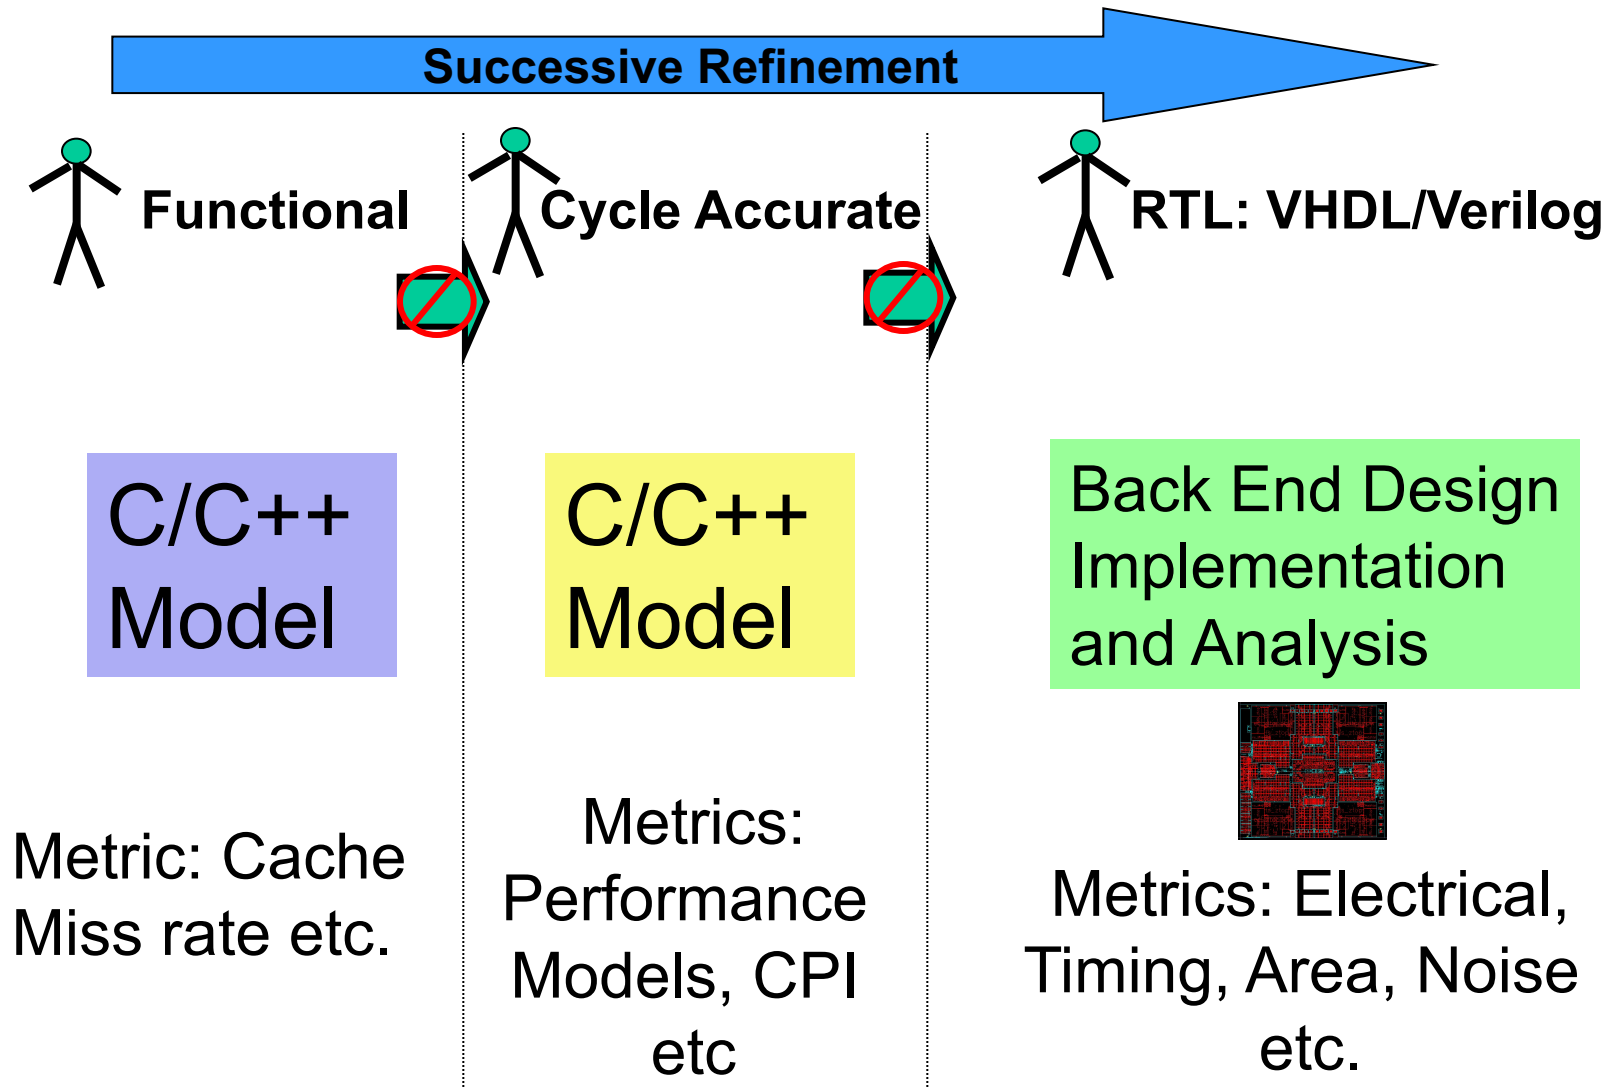 Successive Refinement
Functional
Cycle Accurate
RTL: VHDL/Verilog
C/C++
Model
C/C++
Model
Back End Design
Implementation
and Analysis
Metric: Cache
Miss rate etc.
Metrics:
Performance
Models, CPI
etc
Metrics: Electrical,
Timing, Area, Noise
etc.